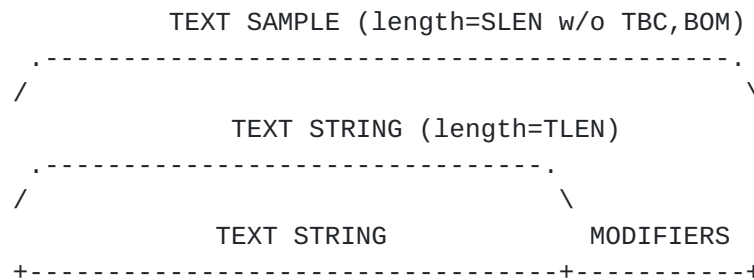 TEXT SAMPLE (length=SLEN w/o TBC,BOM)
.--------------------------------------------.
/ \
TEXT STRING (length=TLEN)
.--------------------------------.
/ \
TEXT STRING MODIFIERS
+----------------------------------+-----------+